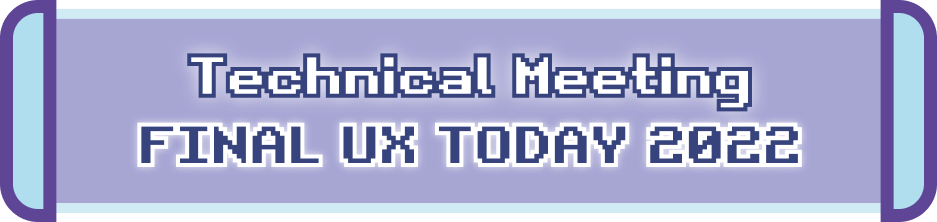 Technical Meeting
FINAL UX TODAY 2022